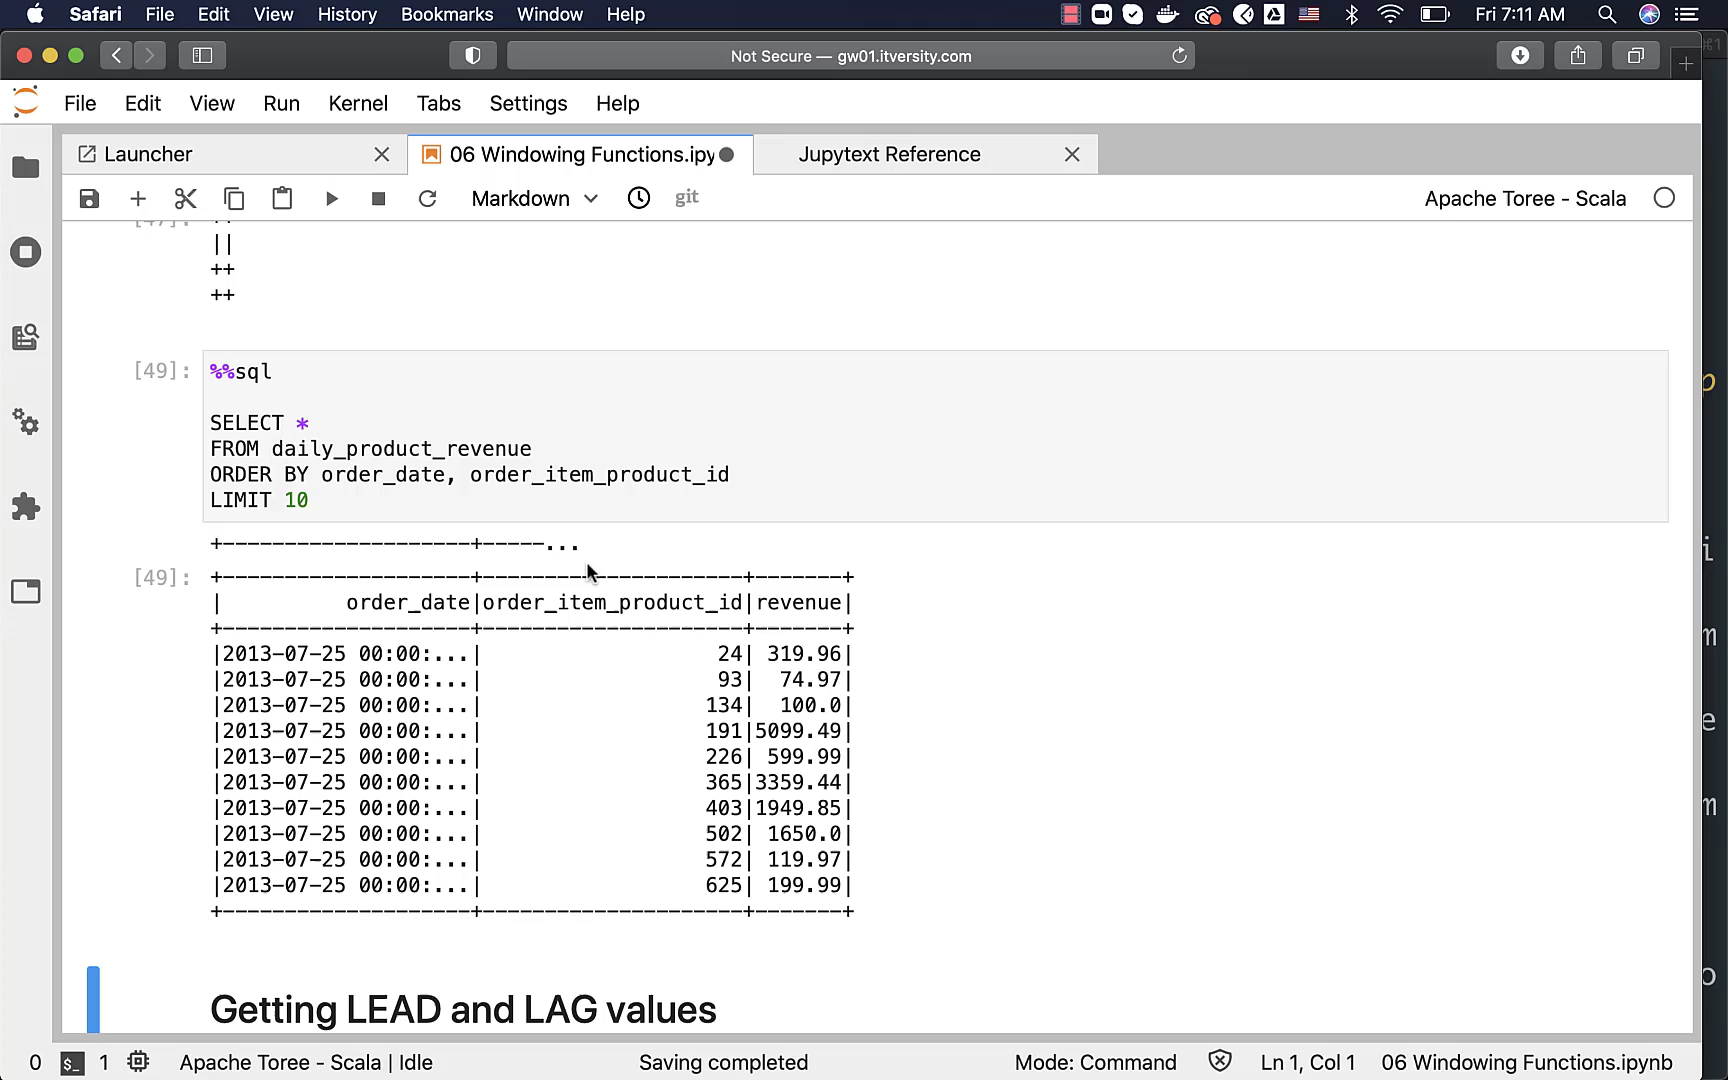 Safari File Edit View History Bookmarks Window Help Fri 7:11 AM
Not Secure — gw01.itversity.com
File Edit View Run Kernel Tabs Settings Help
Launcher 06 Windowing Functions.ipy Jupytext Reference
Markdown git Apache Toree - Scala
||
++
++
[49]: %%sql
SELECT *
FROM daily_product_revenue
ORDER BY order_date, order_item_product_id
LIMIT 10
+--------------------+-----...
[49]: +--------------------+---------------------+-------+
|          order_date|order_item_product_id|revenue|
+--------------------+---------------------+-------+
|2013-07-25 00:00:...|                   24| 319.96|
|2013-07-25 00:00:...|                   93|  74.97|
|2013-07-25 00:00:...|                  134|  100.0|
|2013-07-25 00:00:...|                  191|5099.49|
|2013-07-25 00:00:...|                  226| 599.99|
|2013-07-25 00:00:...|                  365|3359.44|
|2013-07-25 00:00:...|                  403|1949.85|
|2013-07-25 00:00:...|                  502| 1650.0|
|2013-07-25 00:00:...|                  572| 119.97|
|2013-07-25 00:00:...|                  625| 199.99|
+--------------------+---------------------+-------+
Getting LEAD and LAG values
0 $_ 1 Apache Toree - Scala | Idle Saving completed Mode: Command Ln 1, Col 1 06 Windowing Functions.ipynb